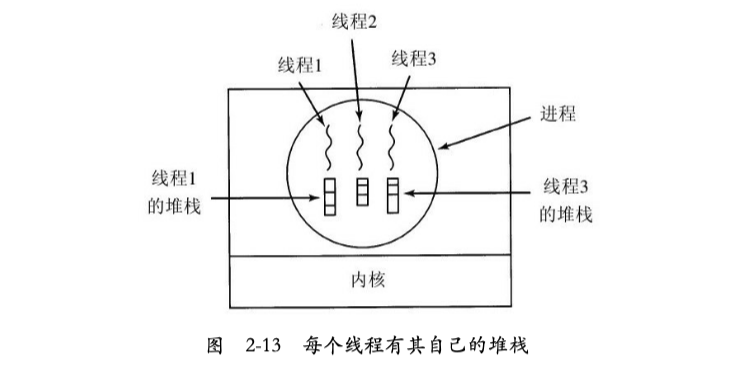 线程2
线程1
线程3
进程
线程1
的堆栈
线程3
的堆栈
内核
图 2-13 每个线程有其自己的堆栈